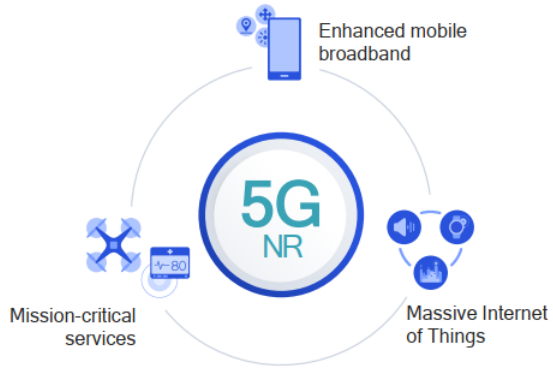 Enhanced mobile
broadband
5G
NR
80
Mission-critical
services
Massive Internet
of Things